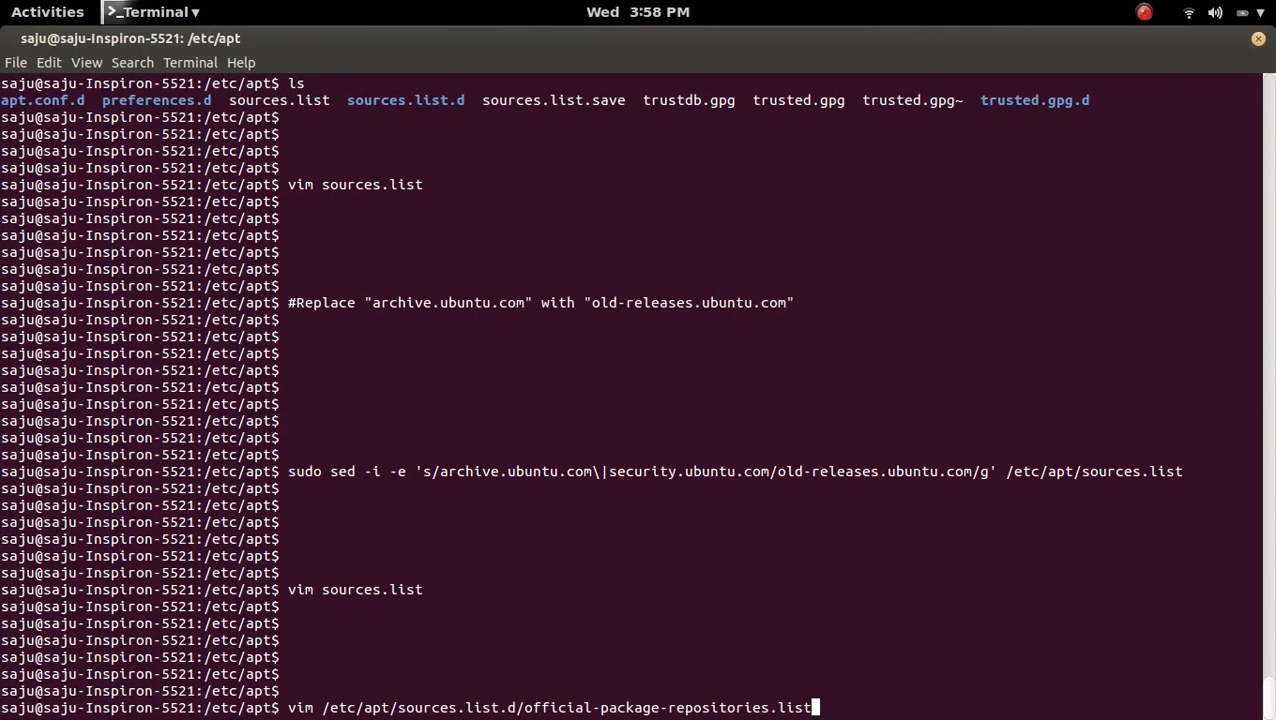 Activities >_ Terminal ▾ Wed 3:58 PM
saju@saju-Inspiron-5521: /etc/apt
File Edit View Search Terminal Help
saju@saju-Inspiron-5521:/etc/apt$ ls
apt.conf.d preferences.d sources.list sources.list.d sources.list.save trustdb.gpg trusted.gpg trusted.gpg~ trusted.gpg.d
saju@saju-Inspiron-5521:/etc/apt$
saju@saju-Inspiron-5521:/etc/apt$
saju@saju-Inspiron-5521:/etc/apt$
saju@saju-Inspiron-5521:/etc/apt$
saju@saju-Inspiron-5521:/etc/apt$ vim sources.list
saju@saju-Inspiron-5521:/etc/apt$
saju@saju-Inspiron-5521:/etc/apt$
saju@saju-Inspiron-5521:/etc/apt$
saju@saju-Inspiron-5521:/etc/apt$
saju@saju-Inspiron-5521:/etc/apt$
saju@saju-Inspiron-5521:/etc/apt$
saju@saju-Inspiron-5521:/etc/apt$ #Replace "archive.ubuntu.com" with "old-releases.ubuntu.com"
saju@saju-Inspiron-5521:/etc/apt$
saju@saju-Inspiron-5521:/etc/apt$
saju@saju-Inspiron-5521:/etc/apt$
saju@saju-Inspiron-5521:/etc/apt$
saju@saju-Inspiron-5521:/etc/apt$
saju@saju-Inspiron-5521:/etc/apt$
saju@saju-Inspiron-5521:/etc/apt$
saju@saju-Inspiron-5521:/etc/apt$
saju@saju-Inspiron-5521:/etc/apt$
saju@saju-Inspiron-5521:/etc/apt$ sudo sed -i -e 's/archive.ubuntu.com\|security.ubuntu.com/old-releases.ubuntu.com/g' /etc/apt/sources.list
saju@saju-Inspiron-5521:/etc/apt$
saju@saju-Inspiron-5521:/etc/apt$
saju@saju-Inspiron-5521:/etc/apt$
saju@saju-Inspiron-5521:/etc/apt$
saju@saju-Inspiron-5521:/etc/apt$
saju@saju-Inspiron-5521:/etc/apt$
saju@saju-Inspiron-5521:/etc/apt$ vim sources.list
saju@saju-Inspiron-5521:/etc/apt$
saju@saju-Inspiron-5521:/etc/apt$
saju@saju-Inspiron-5521:/etc/apt$
saju@saju-Inspiron-5521:/etc/apt$
saju@saju-Inspiron-5521:/etc/apt$
saju@saju-Inspiron-5521:/etc/apt$
saju@saju-Inspiron-5521:/etc/apt$ vim /etc/apt/sources.list.d/official-package-repositories.list